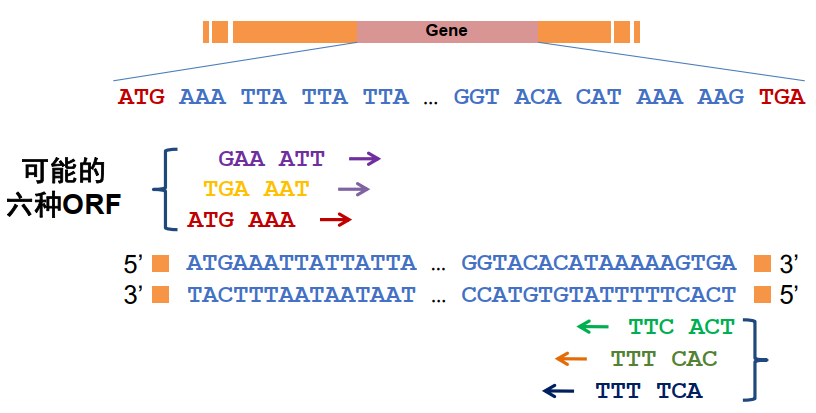 Gene
ATG AAA TTA TTA TTA ... GGT ACA CAT AAA AAG TGA
可能的
六种ORF
GAA ATT
TGA AAT
ATG AAA
5’ ATGAAATTATTATTA ... GGTACACATAAAAAGTGA 3’
3’ TACTTTAATAATAAT ... CCATGTGTATTTTTCACT 5’
TTC ACT
TTT CAC
TTT TCA